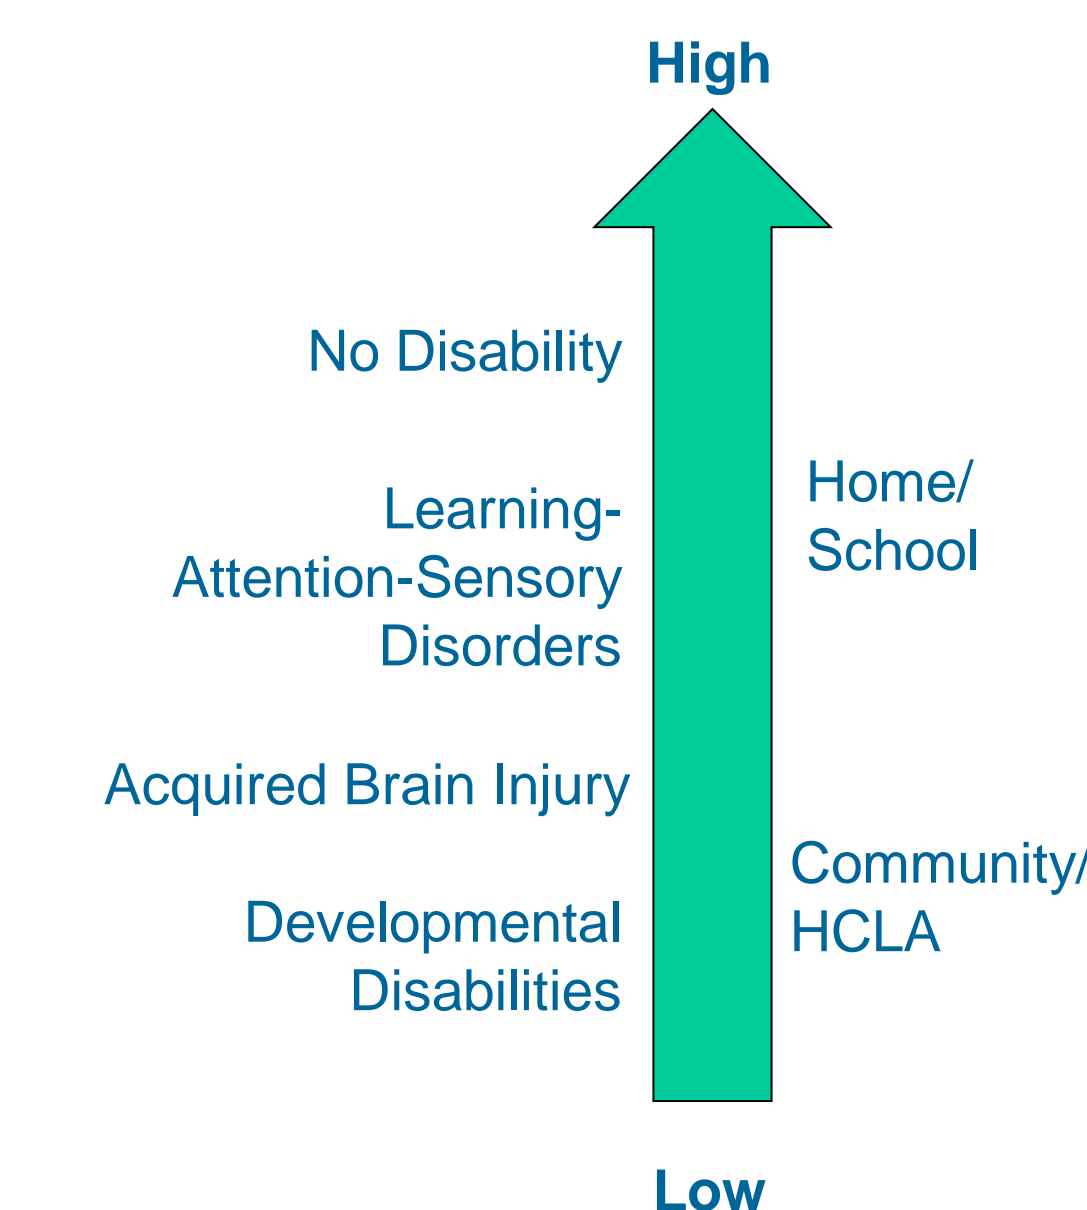 High
No Disability
Learning-
Attention-Sensory
Disorders
Acquired Brain Injury
Developmental
Disabilities
Home/
School
Community/
HCLA
Low